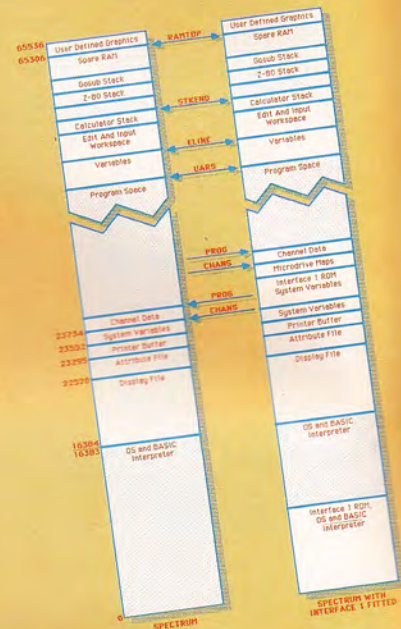 65536
65306
User Defined Graphics
Spare RAM
Gosub Stack
Z-80 Stack
Calculator Stack
Edit And Input
Workspace
Variables
Program Space
Channel Data
23734
System Variables
23552
Printer Buffer
23295
Attribute File
22528
Display File
16384
16383
OS and BASIC
Interpreter
0
SPECTRUM
RAMTOP
STKEND
ELINE
VARS
PROG
CHANS
PROG
CHANS
User Defined Graphics
Spare RAM
Gosub Stack
Z-80 Stack
Calculator Stack
Edit And Input
Workspace
Variables
Program Space
Channel Data
Microdrive Maps
Interface 1 ROM
System Variables
System Variables
Printer Buffer
Attribute File
Display File
OS and BASIC
Interpreter
Interface 1 ROM,
OS and BASIC
Interpreter
SPECTRUM WITH
INTERFACE 1 FITTED